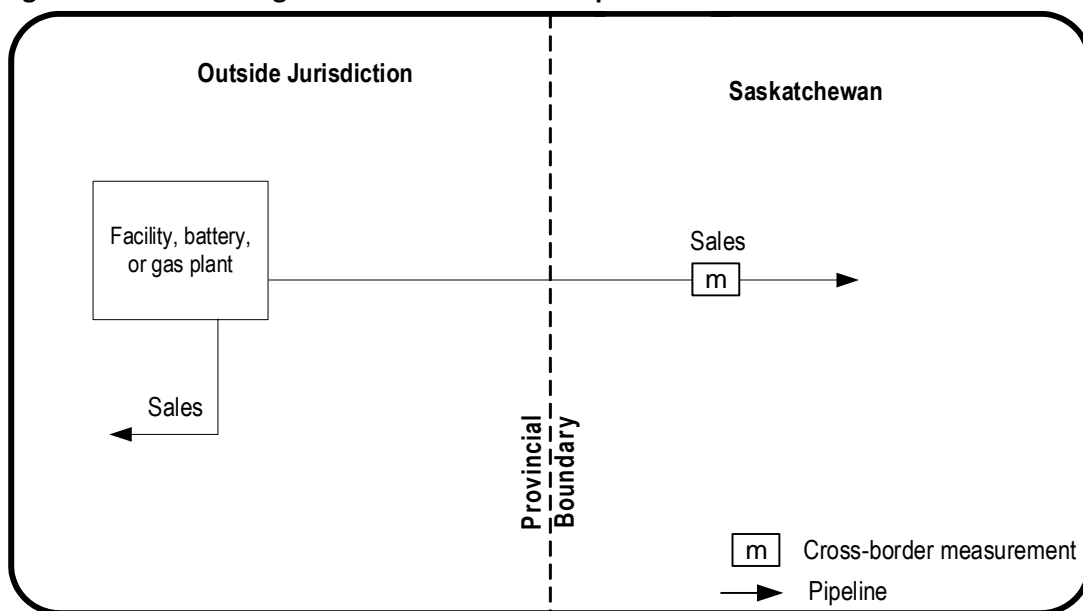 Outside Jurisdiction
Saskatchewan
Facility, battery,
or gas plant
Sales
m
Sales
Provincial
Boundary
m Cross-border measurement
Pipeline